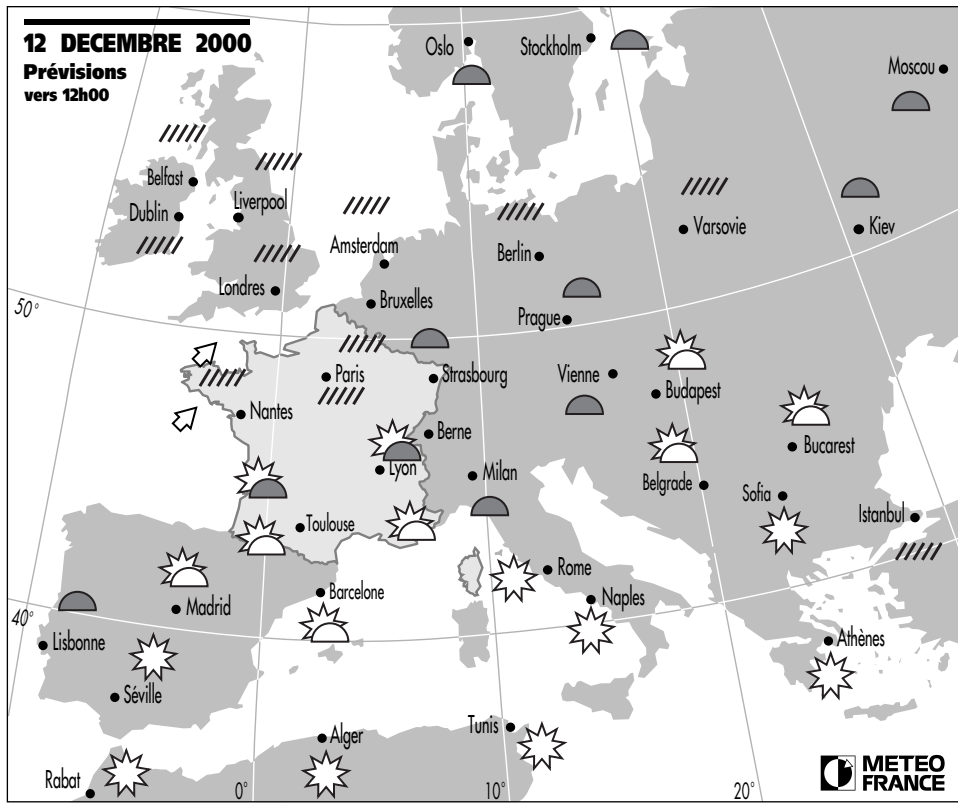 12 DECEMBRE 2000
Prévisions
vers 12h00
Oslo
Stockholm
Moscou
Belfast
Dublin
Liverpool
Amsterdam
Berlin
Varsovie
Kiev
Londres
Bruxelles
50°
Prague
Paris
Strasbourg
Vienne
Budapest
Nantes
Berne
Bucarest
Lyon
Milan
Belgrade
Sofia
Istanbul
Toulouse
Rome
Barcelone
Naples
Madrid
40°
Lisbonne
Athènes
Séville
Tunis
Alger
Rabat
0°
10°
20°
METEO
FRANCE